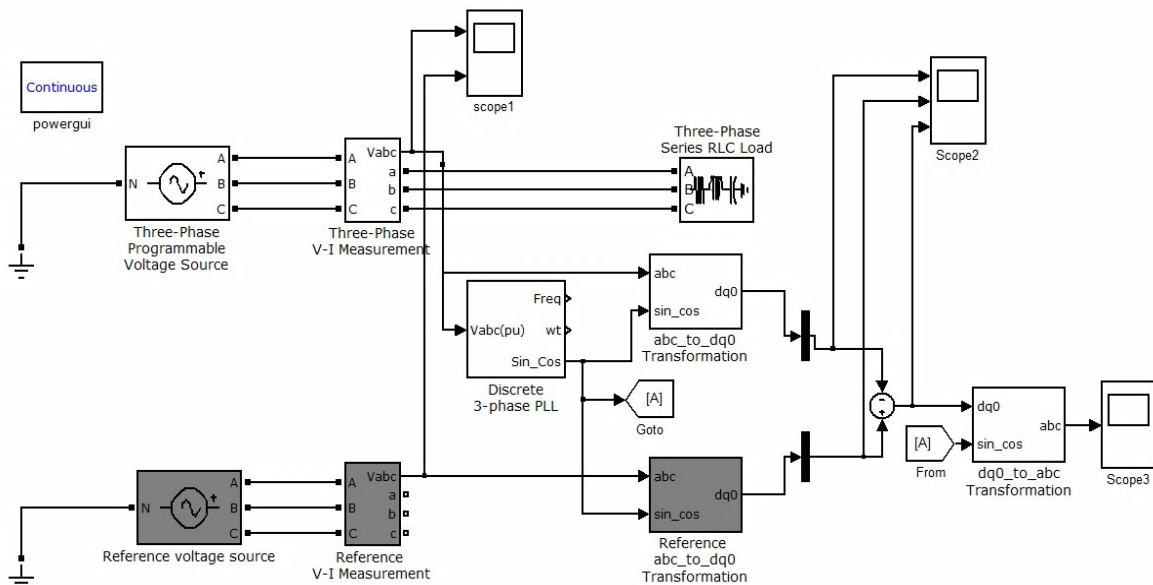 scope1
Continuous
powergui
N
A
B
C
Three-Phase
Programmable
Voltage Source
A
B
C
Vabc
a
b
c
Three-Phase
V-I Measurement
Three-Phase
Series RLC Load
A
B
C
Scope2
Vabc(pu)
Freq
wt
Sin_Cos
Discrete
3-phase PLL
abc
sin_cos
dq0
abc_to_dq0
Transformation
[A]
Goto
-
+
[A]
From
dq0
sin_cos
abc
dq0_to_abc
Transformation
Scope3
N
A
B
C
Reference voltage source
A
B
C
Vabc
a
b
c
Reference
V-I Measurement
abc
sin_cos
dq0
Reference
abc_to_dq0
Transformation